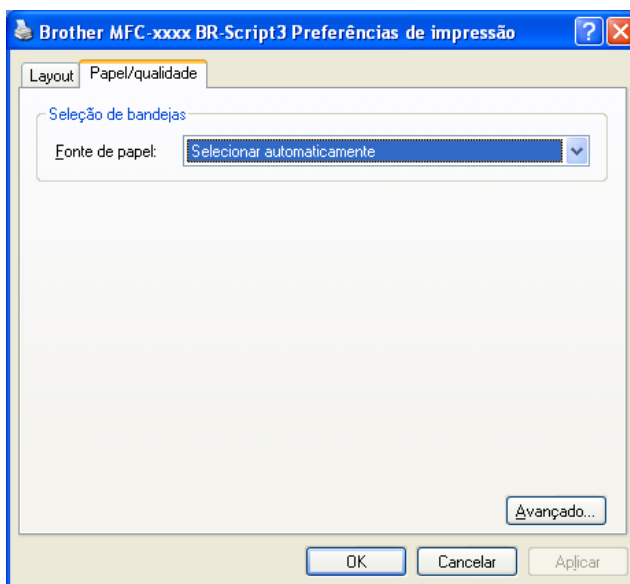 Brother MFC-xxxx BR-Script3 Preferências de impressão
Layout Papel/qualidade
Seleção de bandejas
Fonte de papel: Selecionar automaticamente
Avançado...
OK Cancelar Aplicar